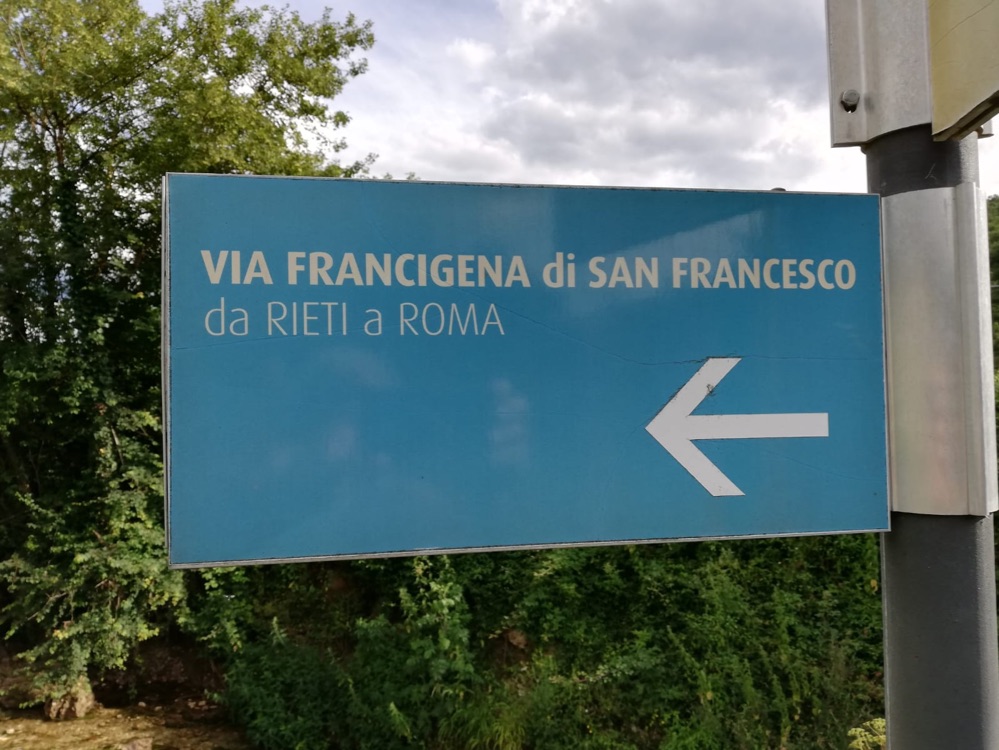 VIA FRANCIGENA di SAN FRANCESCO
da RIETI a ROMA